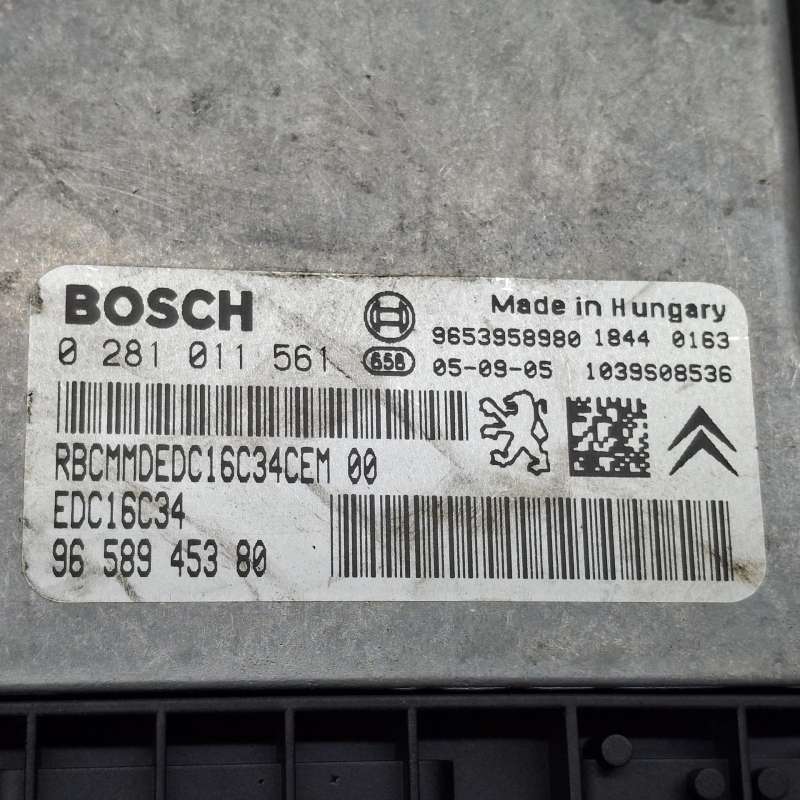 BOSCH
Made in Hungary
9653958980 1844 0163
0 281 011 561
658 05-09-05 1039S08536
RBCMMDEDC16C34CEM 00
EDC16C34
96 589 453 80